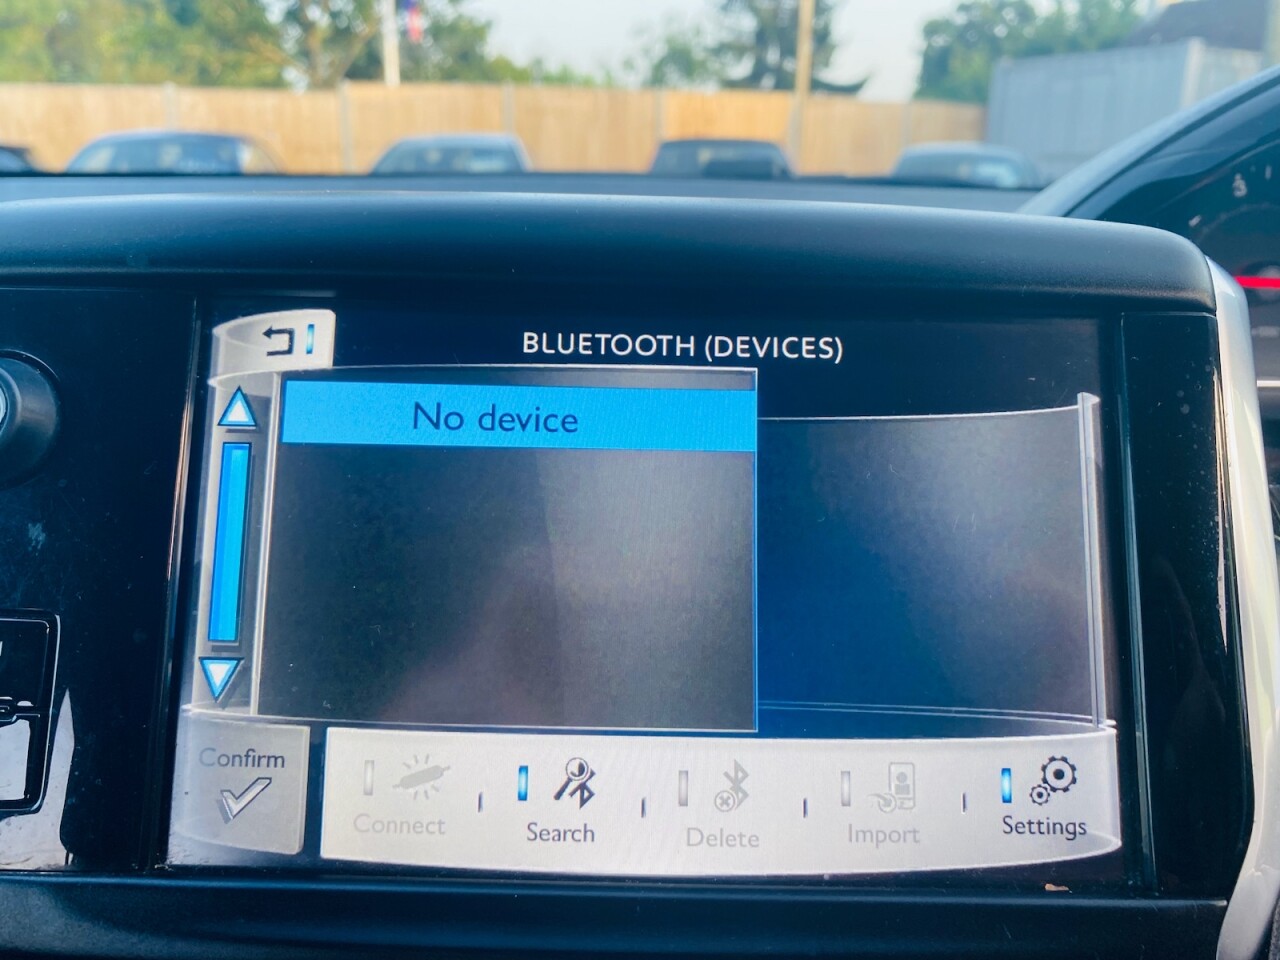 BLUETOOTH (DEVICES)
No device
Confirm
Connect
Search
Delete
Import
Settings